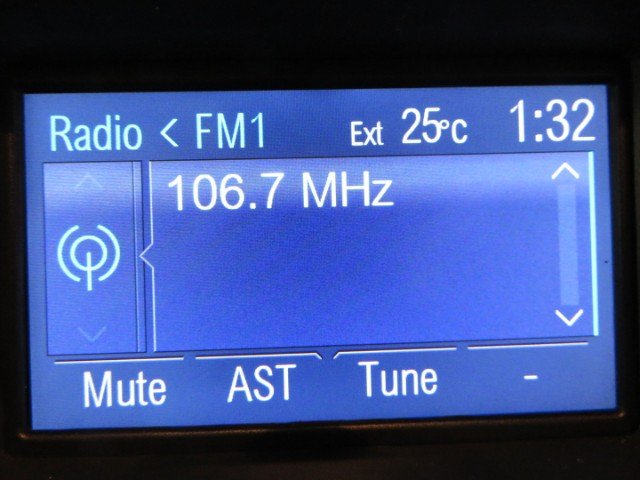 Radio < FM1 Ext 25°C 1:32
106.7 MHz
Mute AST Tune -